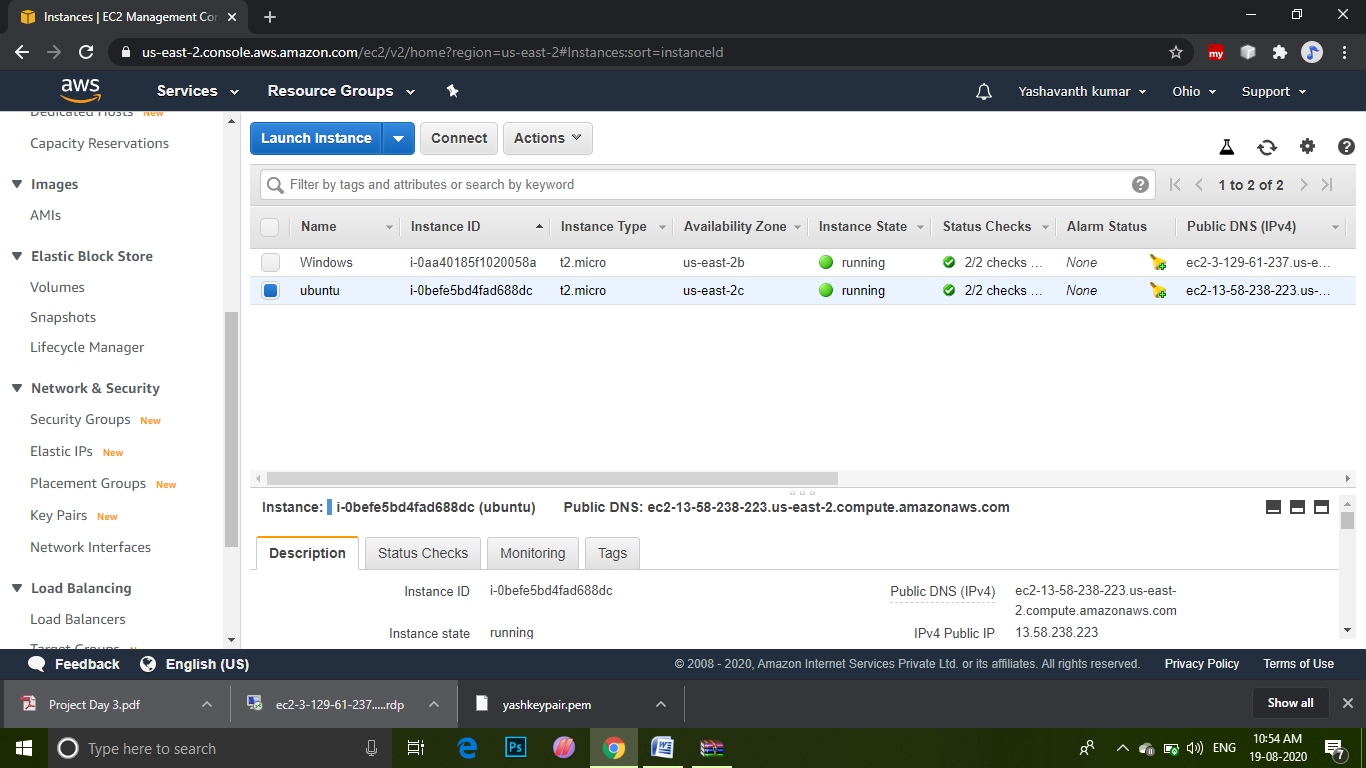 Instances | EC2 Management Con
us-east-2.console.aws.amazon.com/ec2/v2/home?region=us-east-2#Instances:sort=instanceId
my
aws
Services
Resource Groups
Yashavanth kumar
Ohio
Support
Dedicated Hosts New
Capacity Reservations
Images
AMIs
Elastic Block Store
Volumes
Snapshots
Lifecycle Manager
Network & Security
Security Groups New
Elastic IPs New
Placement Groups New
Key Pairs New
Network Interfaces
Load Balancing
Load Balancers
Target Groups
Launch Instance
Connect
Actions
Filter by tags and attributes or search by keyword
1 to 2 of 2
Name Instance ID Instance Type Availability Zone Instance State Status Checks Alarm Status Public DNS (IPv4)
Windows i-0aa40185f1020058a t2.micro us-east-2b running 2/2 checks ... None ec2-3-129-61-237.us-e...
ubuntu i-0befe5bd4fad688dc t2.micro us-east-2c running 2/2 checks ... None ec2-13-58-238-223.us-...
Instance: i-0befe5bd4fad688dc (ubuntu) Public DNS: ec2-13-58-238-223.us-east-2.compute.amazonaws.com
Description Status Checks Monitoring Tags
Instance ID i-0befe5bd4fad688dc Public DNS (IPv4) ec2-13-58-238-223.us-east-
2.compute.amazonaws.com
Instance state running IPv4 Public IP 13.58.238.223
Feedback English (US) © 2008 - 2020, Amazon Internet Services Private Ltd. or its affiliates. All rights reserved. Privacy Policy Terms of Use
Project Day 3.pdf
ec2-3-129-61-237.....rdp
yashkeypair.pem
Show all
Type here to search
Ps
ENG
10:54 AM
19-08-2020
7